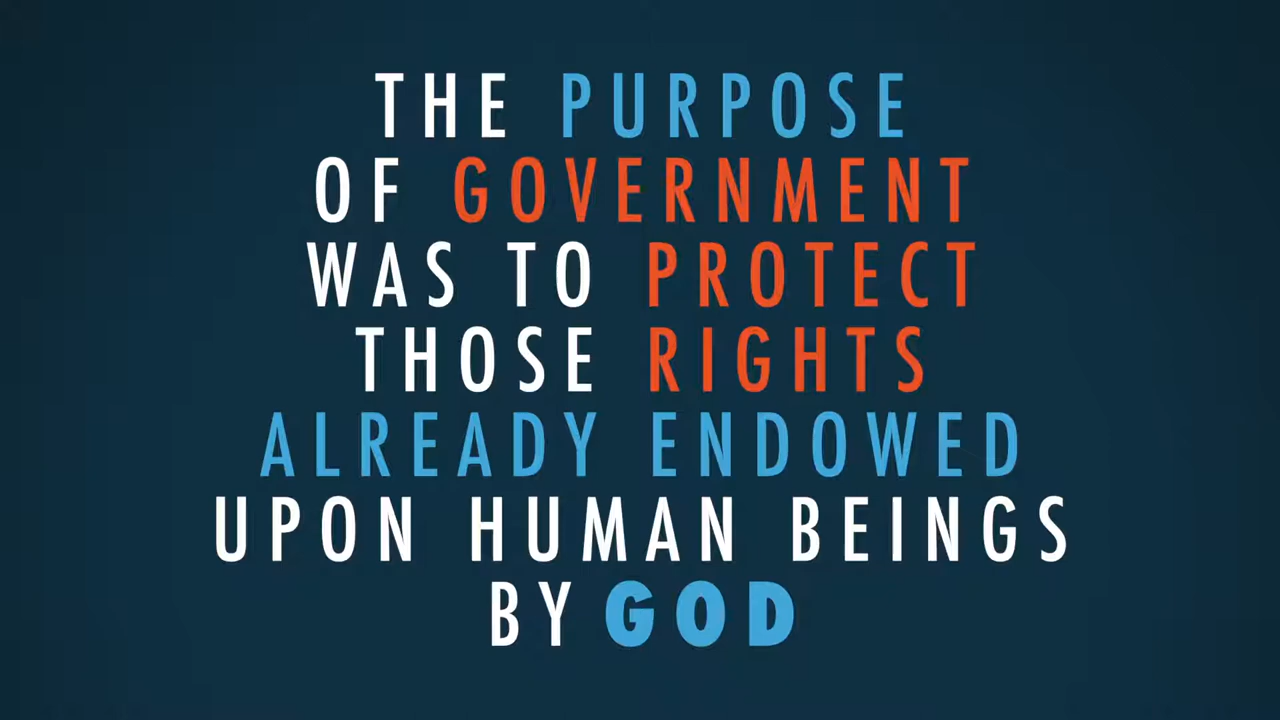 THE PURPOSE
OF GOVERNMENT
WAS TO PROTECT
THOSE RIGHTS
ALREADY ENDOWED
UPON HUMAN BEINGS
BY GOD